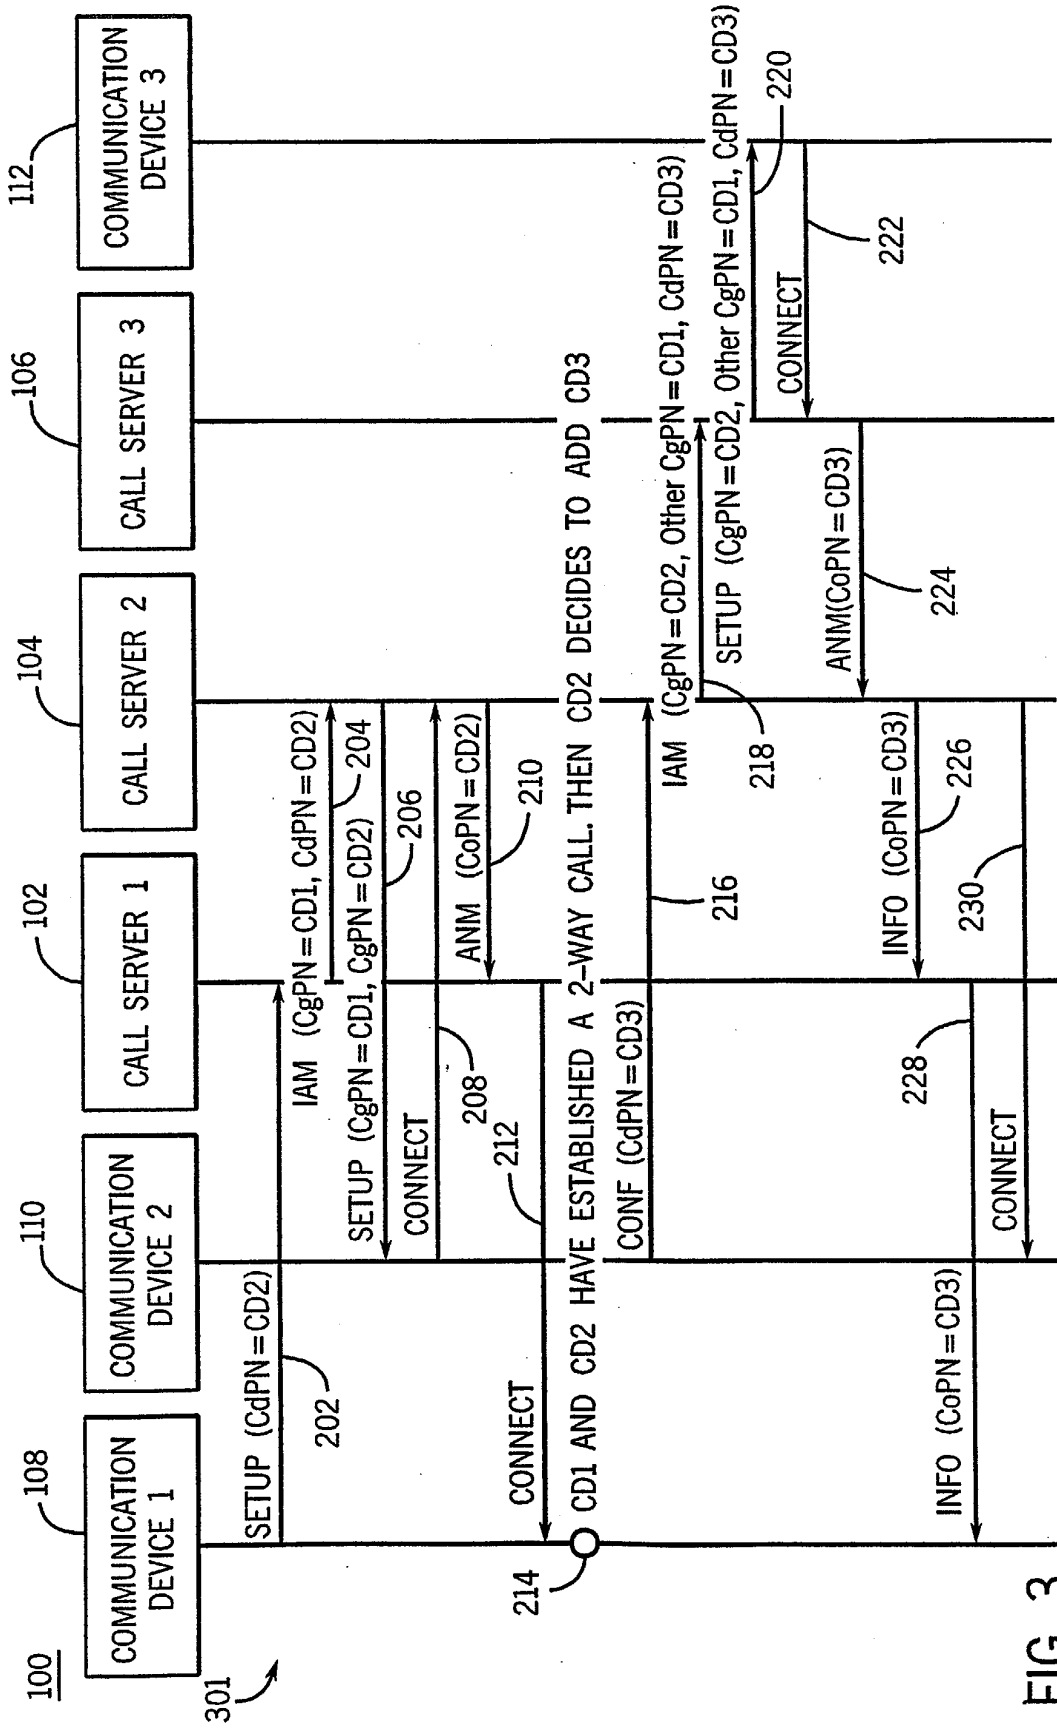 100
301
108
110
102
104
106
112
COMMUNICATION
DEVICE 1
COMMUNICATION
DEVICE 2
CALL SERVER 1
CALL SERVER 2
CALL SERVER 3
COMMUNICATION
DEVICE 3
SETUP (CdPN=CD2)
202
IAM (CgPN=CD1, CdPN=CD2)
204
SETUP (CgPN=CD1, CgPN=CD2)
206
CONNECT
208
ANM (CoPN=CD2)
210
212
CONNECT
214
CD1 AND CD2 HAVE ESTABLISHED A 2-WAY CALL. THEN CD2 DECIDES TO ADD CD3
CONF (CdPN=CD3)
216
IAM (CgPN=CD2, Other CgPN=CD1, CdPN=CD3)
218
SETUP (CgPN=CD2, Other CgPN=CD1, CdPN=CD3)
220
CONNECT
222
ANM(CoPN=CD3)
224
INFO (CoPN=CD3)
226
228
INFO (CoPN=CD3)
230
CONNECT
FIG. 3